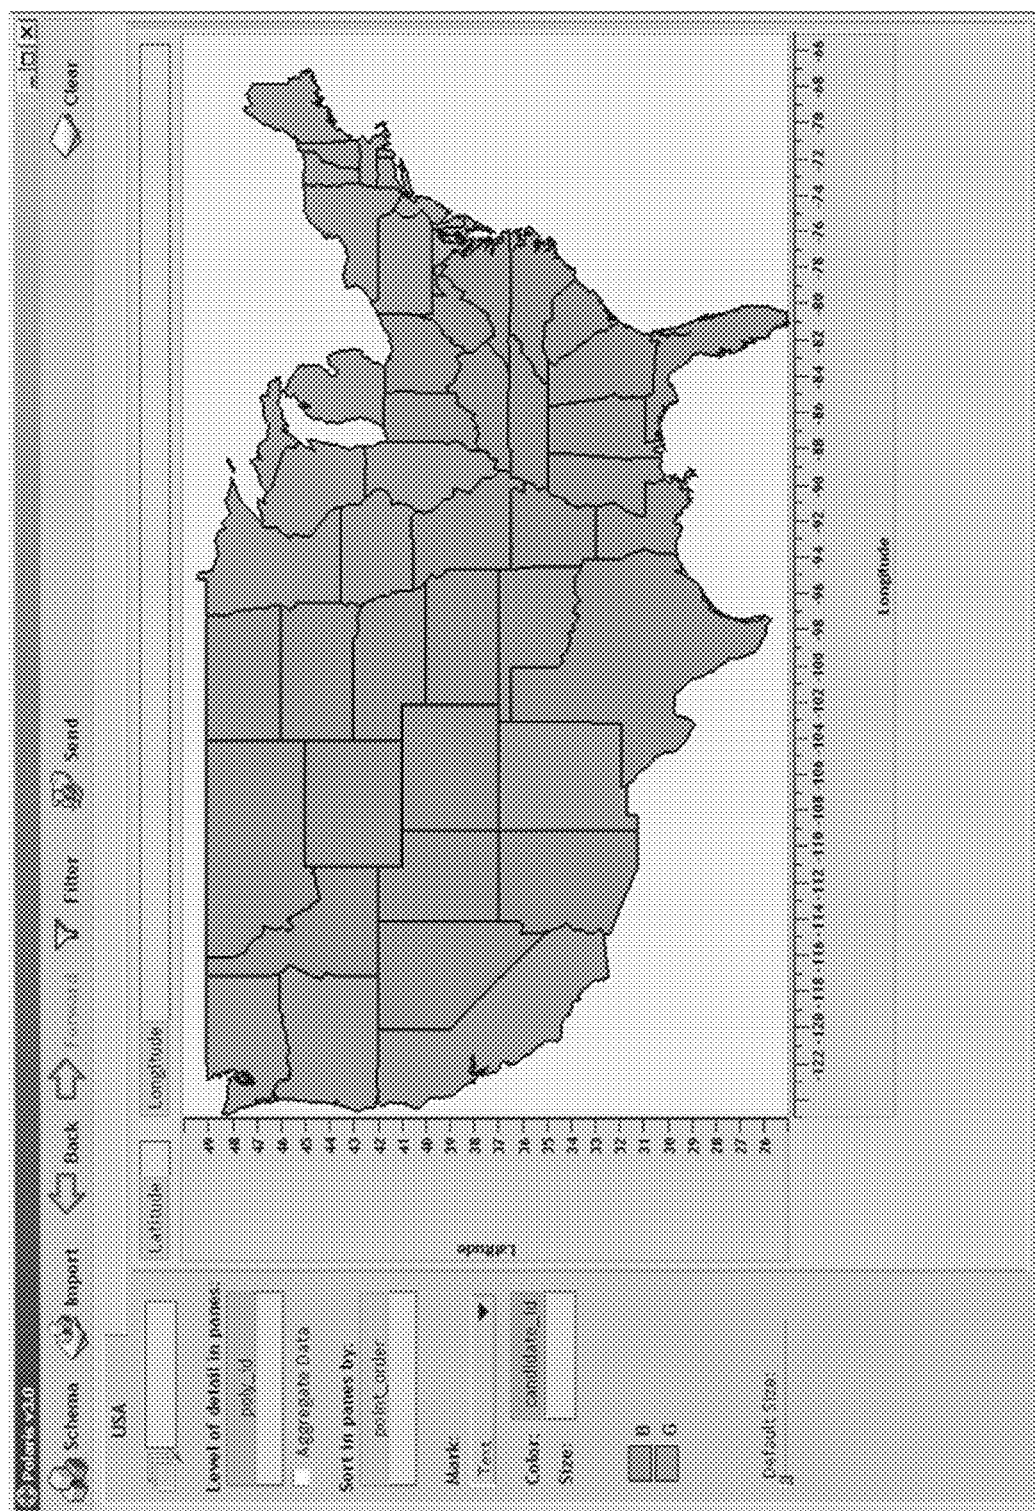 Polaris v3.0
Schema Import Back Forward Filter Send Clear
USA
Latitude
Longitude
Level of detail in panes:
poly_id
Aggregate Data
Sort in panes by:
point_order
Mark:
Text
Color:
candidate_id
Size:
B
G
Default Size:
Latitude
49
48
47
46
45
44
43
42
41
40
39
38
37
36
35
34
33
32
31
30
29
28
27
26
-122 -120 -118 -116 -114 -112 -110 -108 -106 -104 -102 -100 -98 -96 -94 -92 -90 -88 -86 -84 -82 -80 -78 -76 -74 -72 -70 -68 -66
Longitude